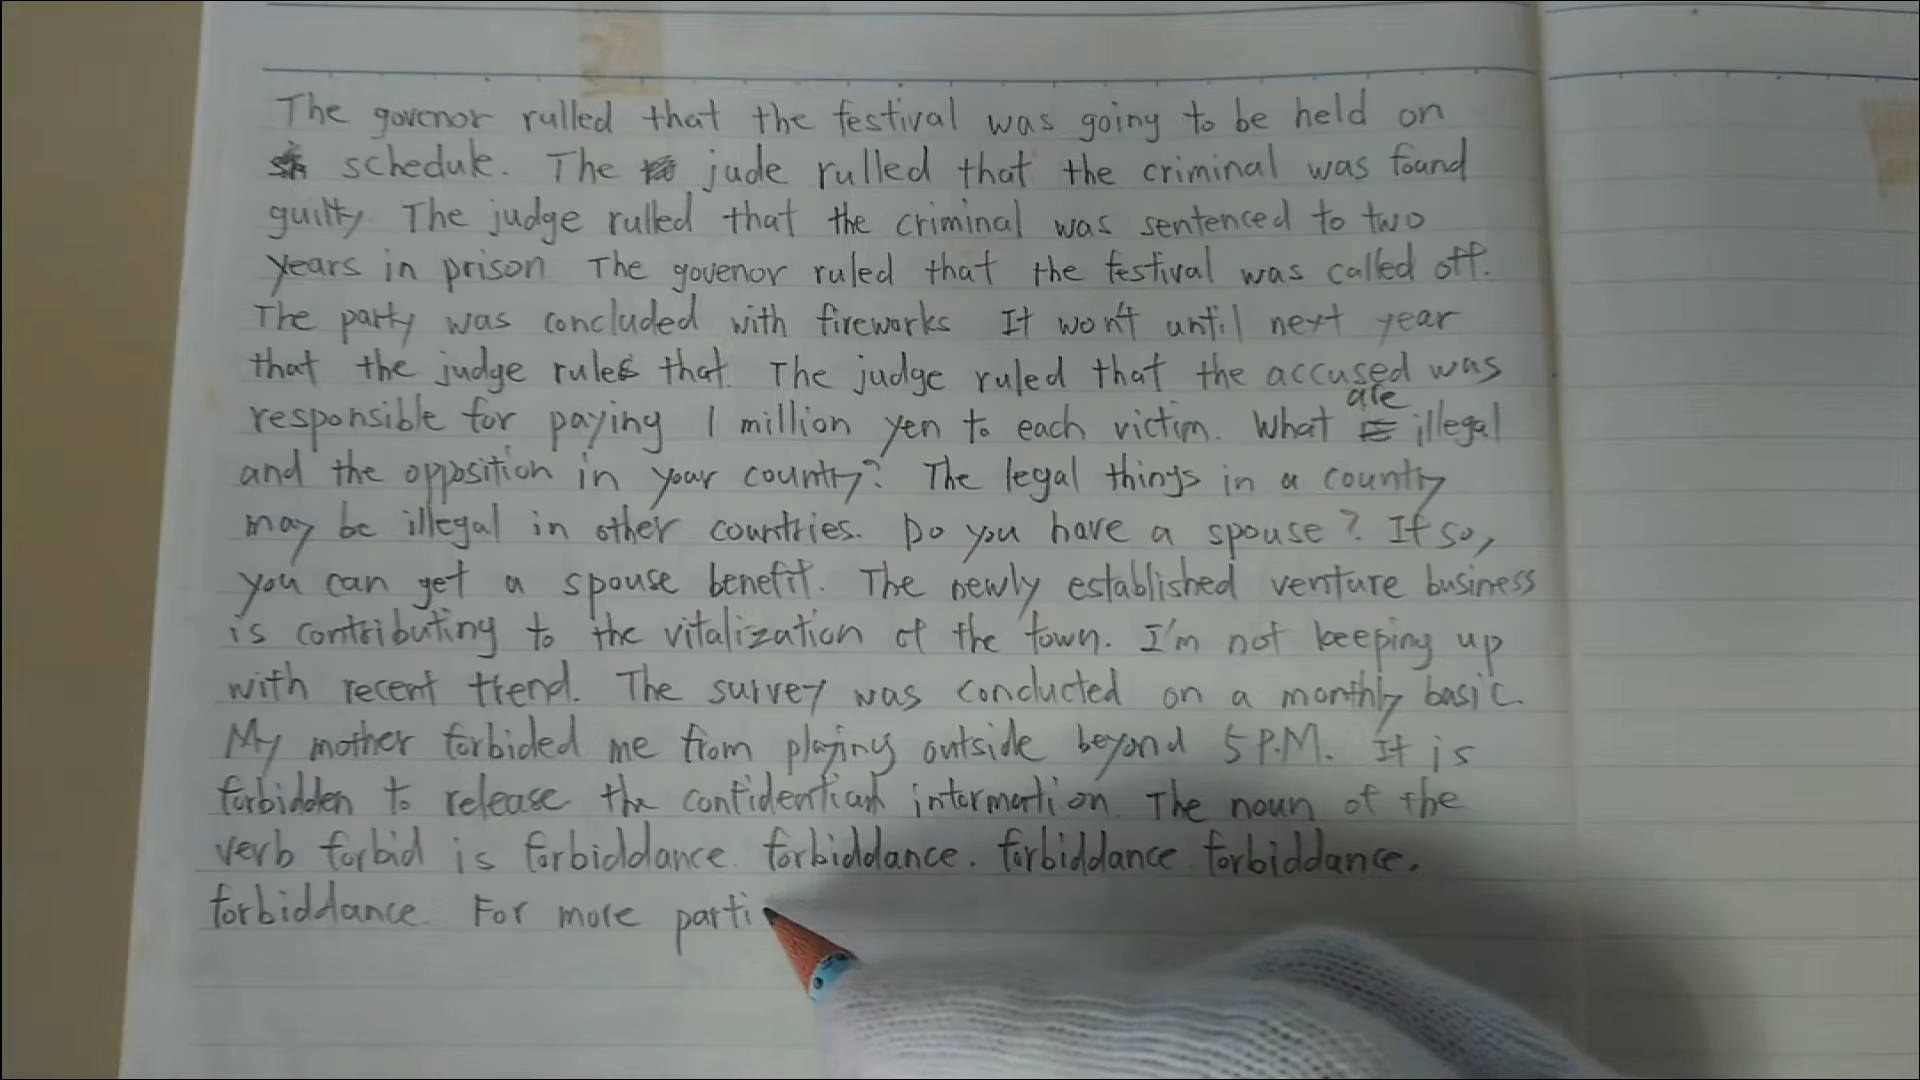 The govenor rulled that the festival was going to be held on
schedule. The jude rulled that the criminal was found
guilty. The judge rulled that the criminal was sentenced to two
years in prison The govenor ruled that the festival was called off.
The party was concluded with fireworks It won't until next year
that the judge rules that. The judge ruled that the accused was
responsible for paying 1 million yen to each victim. What are illegal
and the opposition in your country? The legal things in a country
may be illegal in other countries. Do you have a spouse? If so,
you can get a spouse benefit. The newly established venture business
is contributing to the vitalization of the town. I'm not keeping up
with recent trend. The survey was conducted on a monthly basic.
My mother forbided me from playing outside beyond 5 P.M. It is
forbidden to release the information The noun of the
verb forbid is forbiddance. forbiddance. forbiddance. forbiddance.
forbiddance. For more parti